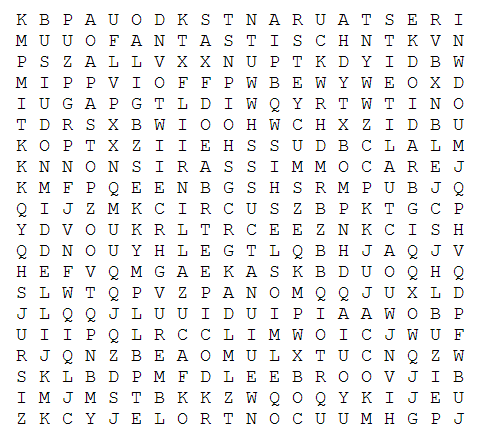 K B P A U O D K S T N A R U A T S E R I
M U U O F A N T A S T I S C H N T K V N
P S Z A L L V X X N U P T K D Y I D B W
M I P P V I O F F P W B E W Y W E O X D
I U G A P G T L D I W Q Y R T W T I N O
T D R S X B W I O O H W C H X Z I D B U
K O P T X Z I I E H S S U D B C L A L M
K N N O N S I R A S S I M M O C A R E J
K M F P Q E E N B G S H S R M P U B J Q
Q I J Z M K C I R C U S Z B P K T G C P
Y D V O U K R L T R C E E Z N K C I S H
Q D N O U Y H L E G T L Q B H J A Q J V
H E F V Q M G A E K A S K B D U O Q H Q
S L W T Q P V Z P A N O M Q Q J U X L D
J L Q Q J L U U I D U I P I A A W O B P
U I I P Q L R C C L I M W O I C J W U F
R J Q N Z B E A O M U L X T U C N Q Z W
S K L B D P M F D L E E B R O O V J I B
I M J M S T B K K Z W Q O Q Y K I J E U
Z K C Y J E L O R T N O C U U M H G P J